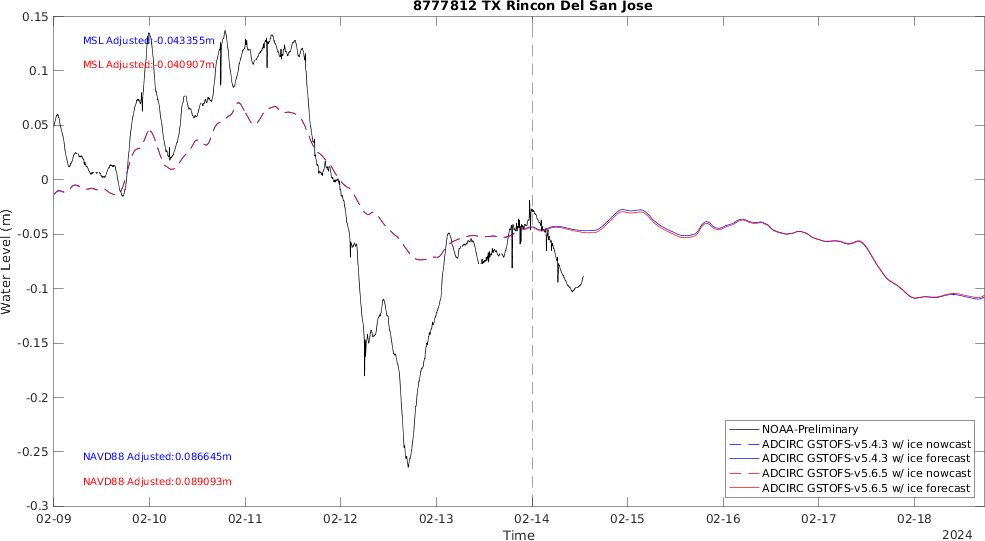 8777812 TX Rincon Del San Jose
0.15
0.1
0.05
0
-0.05
-0.1
-0.15
-0.2
-0.25
-0.3
Water Level (m)
MSL Adjusted:-0.043355m
MSL Adjusted:-0.040907m
NAVD88 Adjusted:0.086645m
NAVD88 Adjusted:0.089093m
NOAA-Preliminary
ADCIRC GSTOFS-v5.4.3 w/ ice nowcast
ADCIRC GSTOFS-v5.4.3 w/ ice forecast
ADCIRC GSTOFS-v5.6.5 w/ ice nowcast
ADCIRC GSTOFS-v5.6.5 w/ ice forecast
02-09 02-10 02-11 02-12 02-13 02-14 02-15 02-16 02-17 02-18
Time
2024